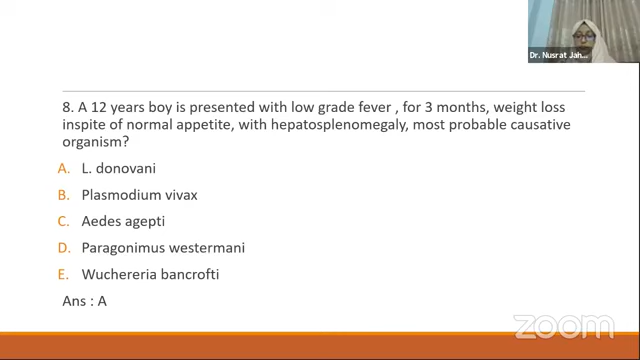 Dr. Nusrat Jah...
8. A 12 years boy is presented with low grade fever , for 3 months, weight loss
inspite of normal appetite, with hepatosplenomegaly, most probable causative
organism?
A. L. donovani
B. Plasmodium vivax
C. Aedes agepti
D. Paragonimus westermani
E. Wuchereria bancrofti
Ans : A
zoom